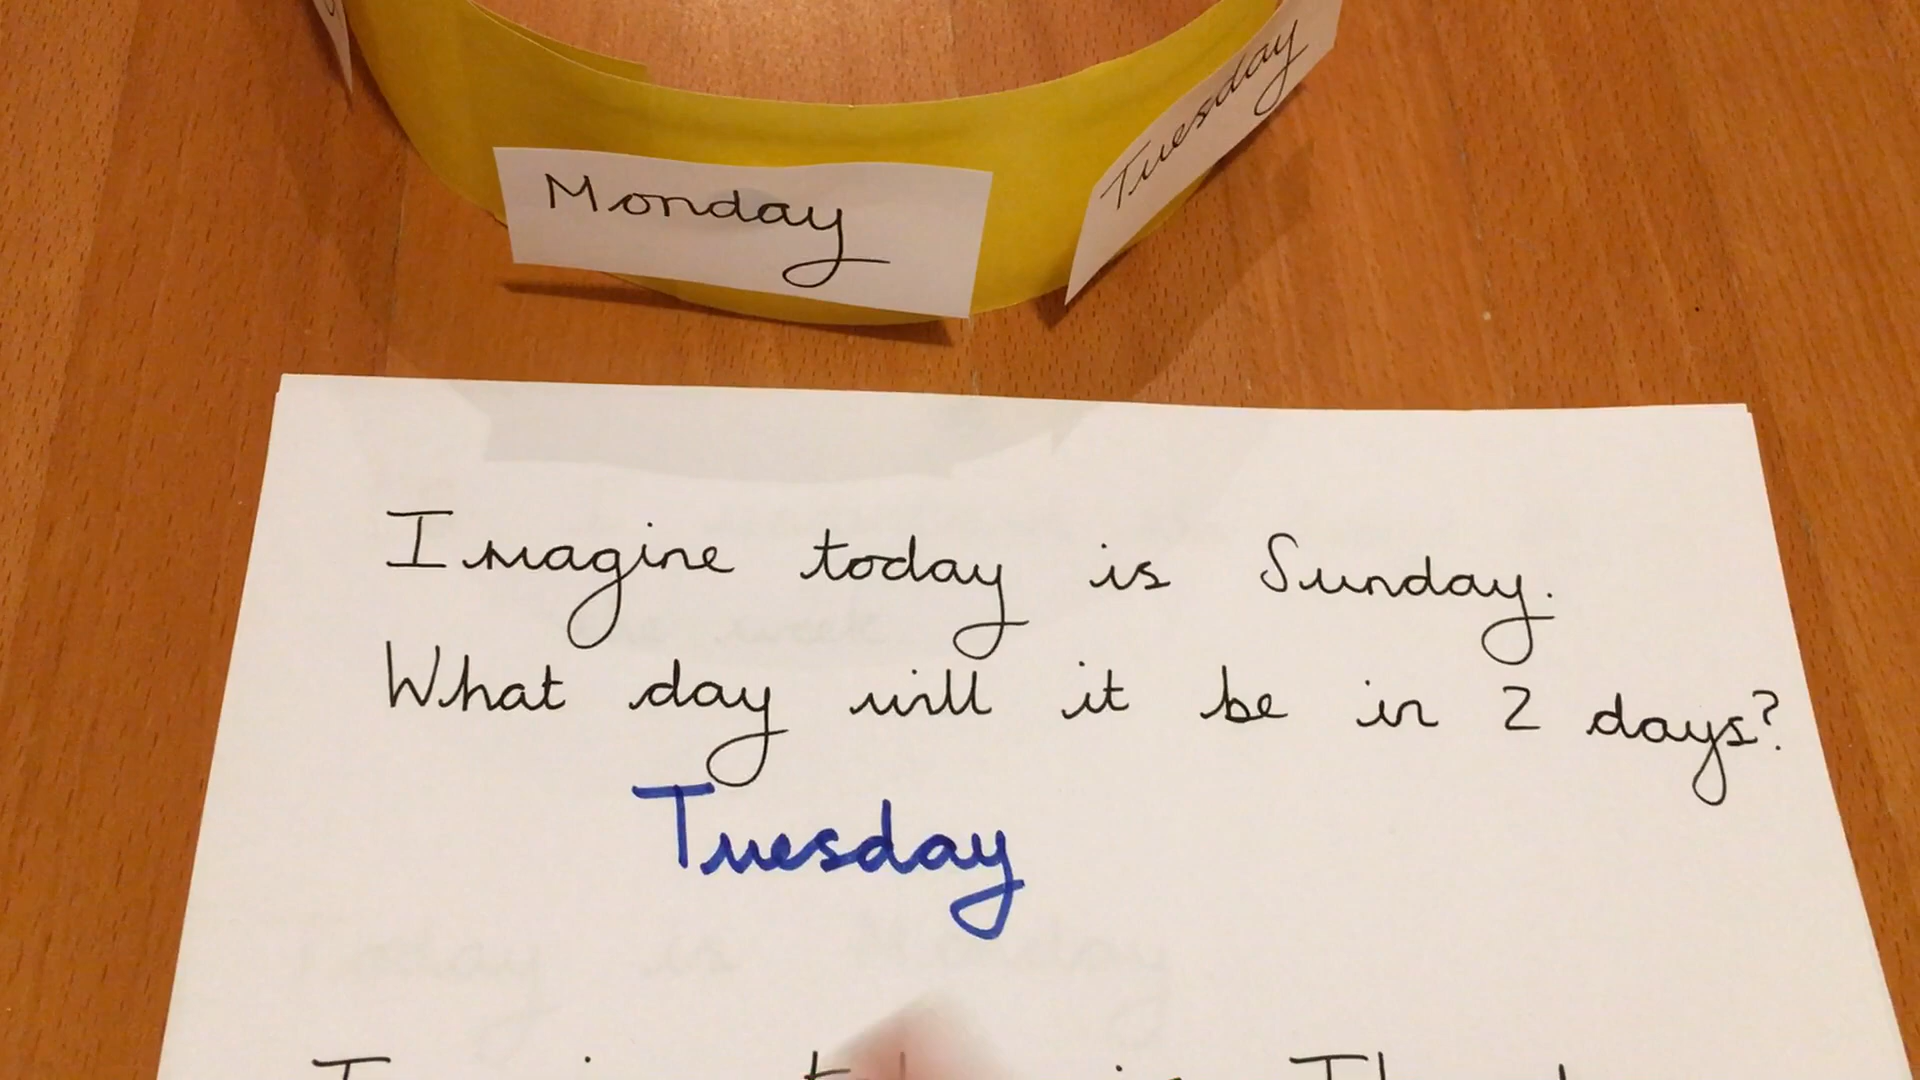 Monday
Tuesday
Imagine today is Sunday.
What day will it be in 2 days?
Tuesday